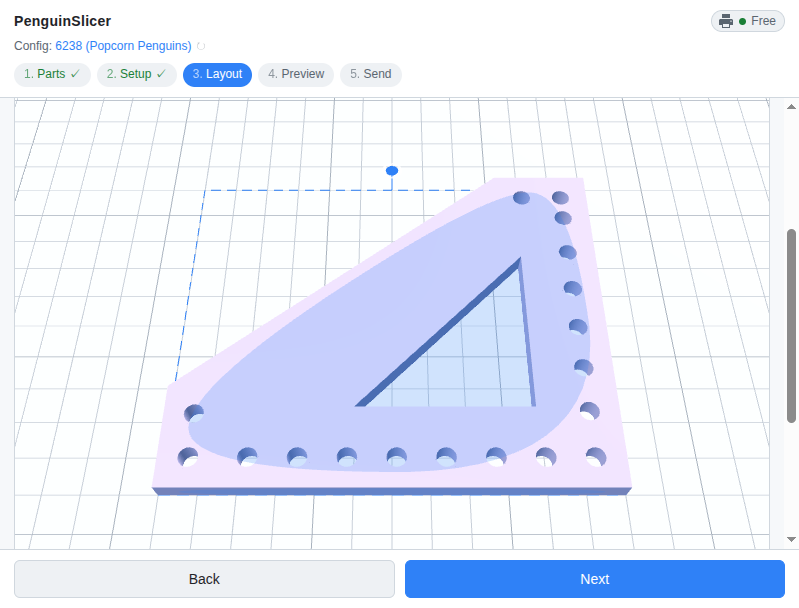 PenguinSlicer
Free
Config: 6238 (Popcorn Penguins)
1. Parts ✓
2. Setup ✓
3. Layout
4. Preview
5. Send
Back
Next